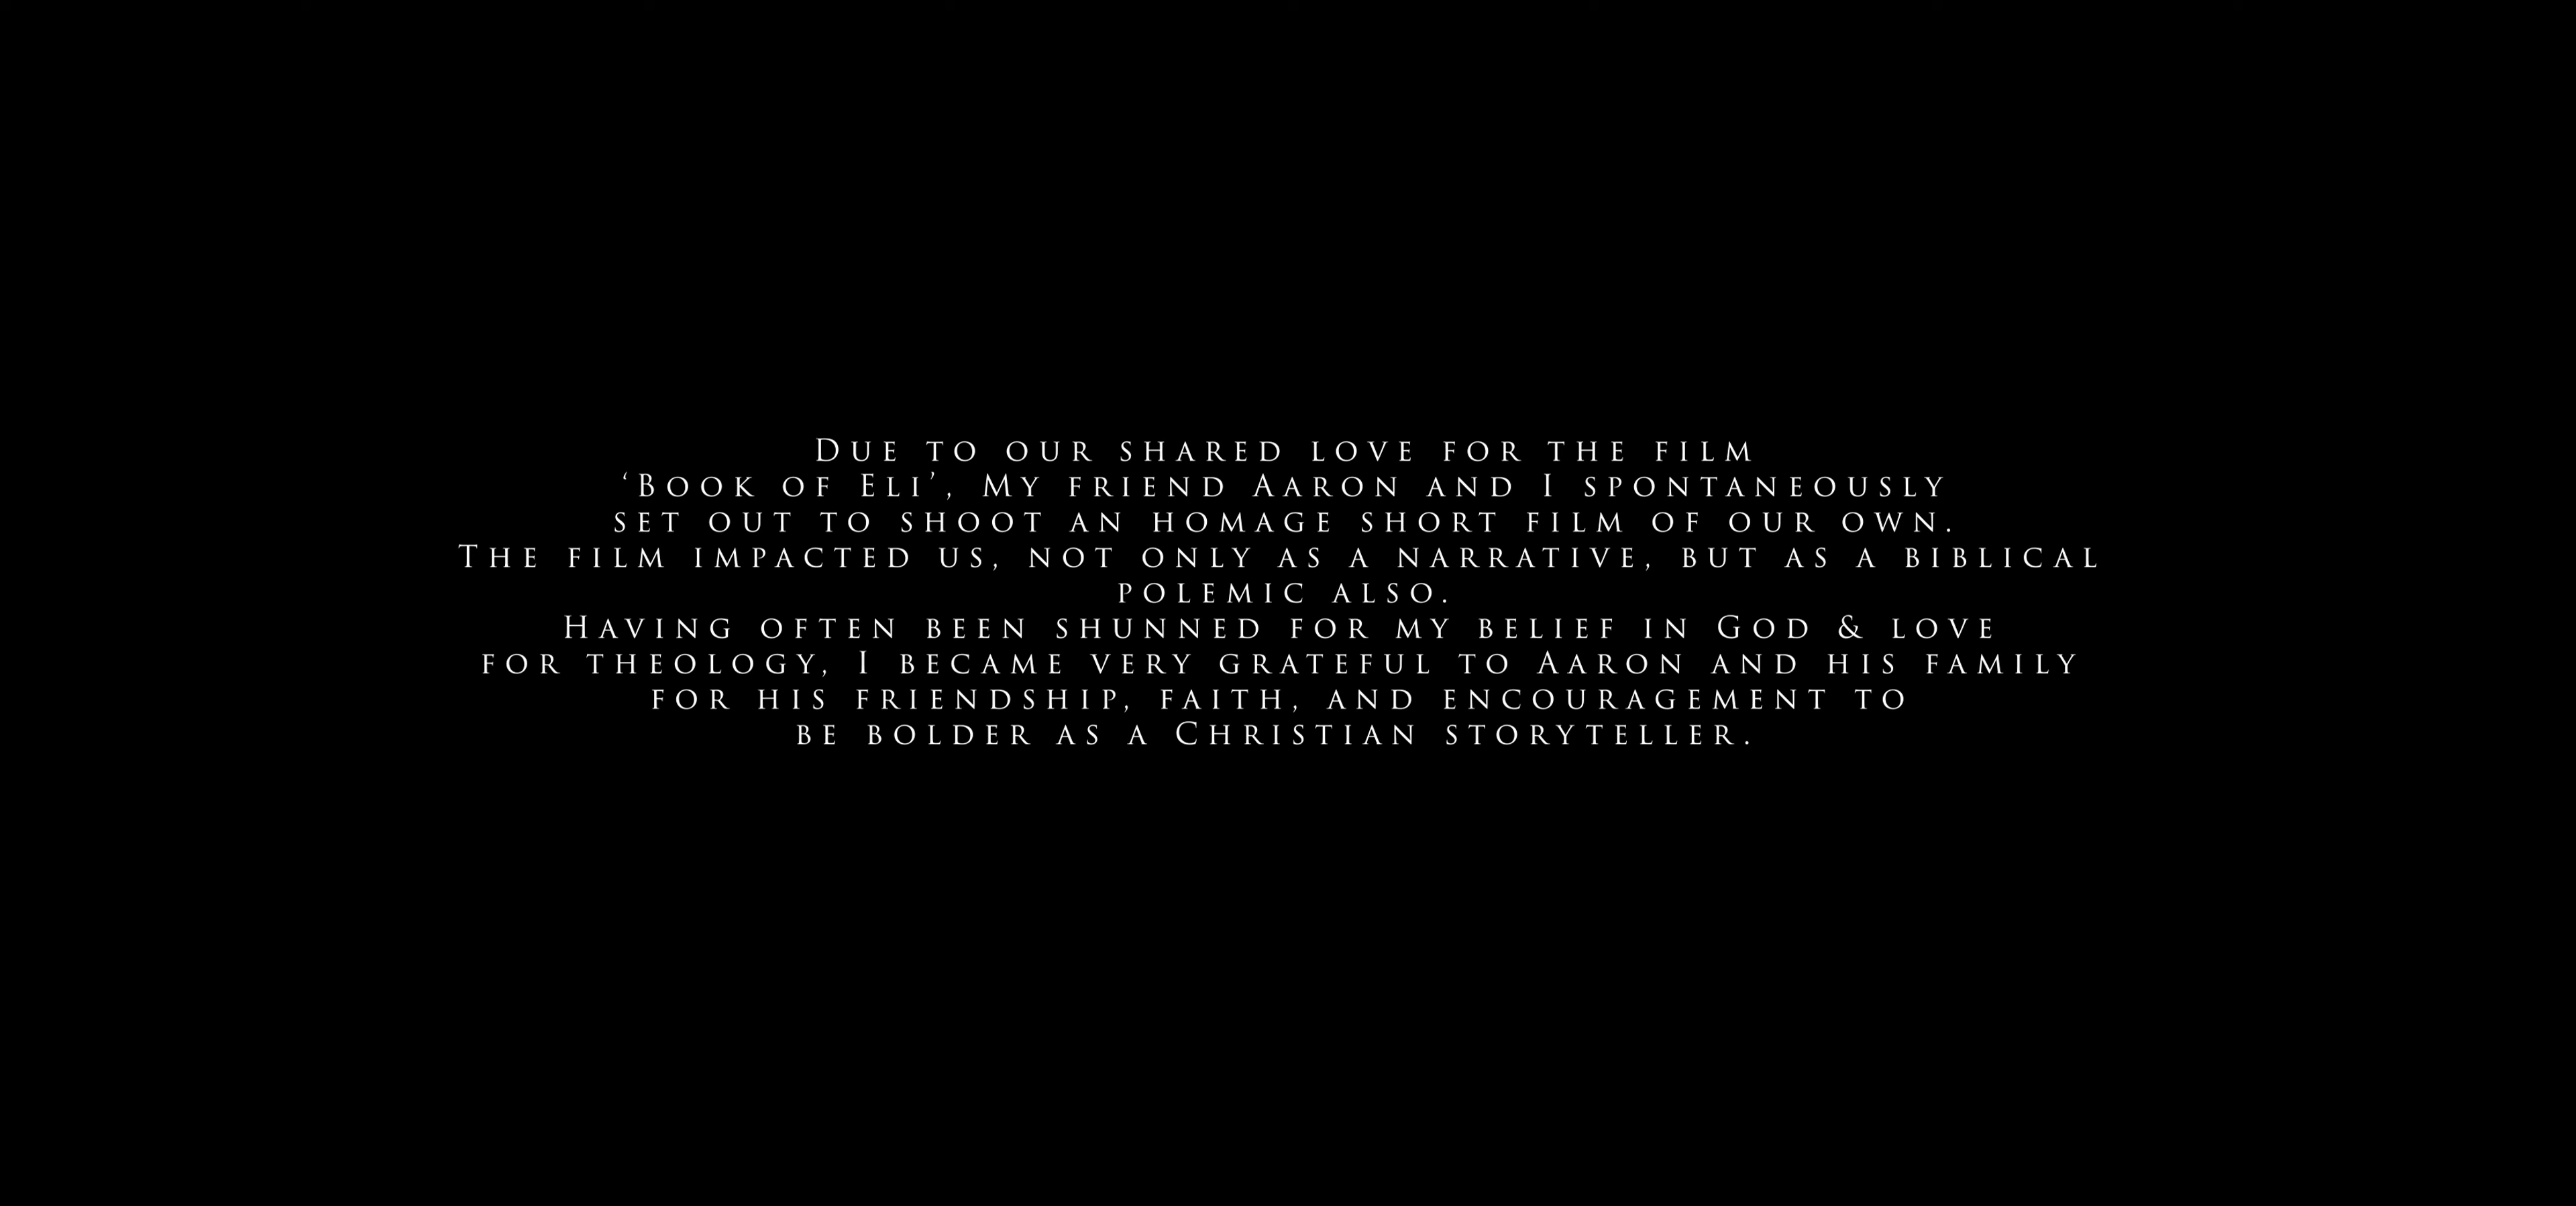 Due to our shared love for the film
‘Book of Eli’, My friend Aaron and I spontaneously
set out to shoot an homage short film of our own.
The film impacted us, not only as a narrative, but as a biblical
polemic also.
Having often been shunned for my belief in God & love
for theology, I became very grateful to Aaron and his family
for his friendship, faith, and encouragement to
be bolder as a Christian storyteller.